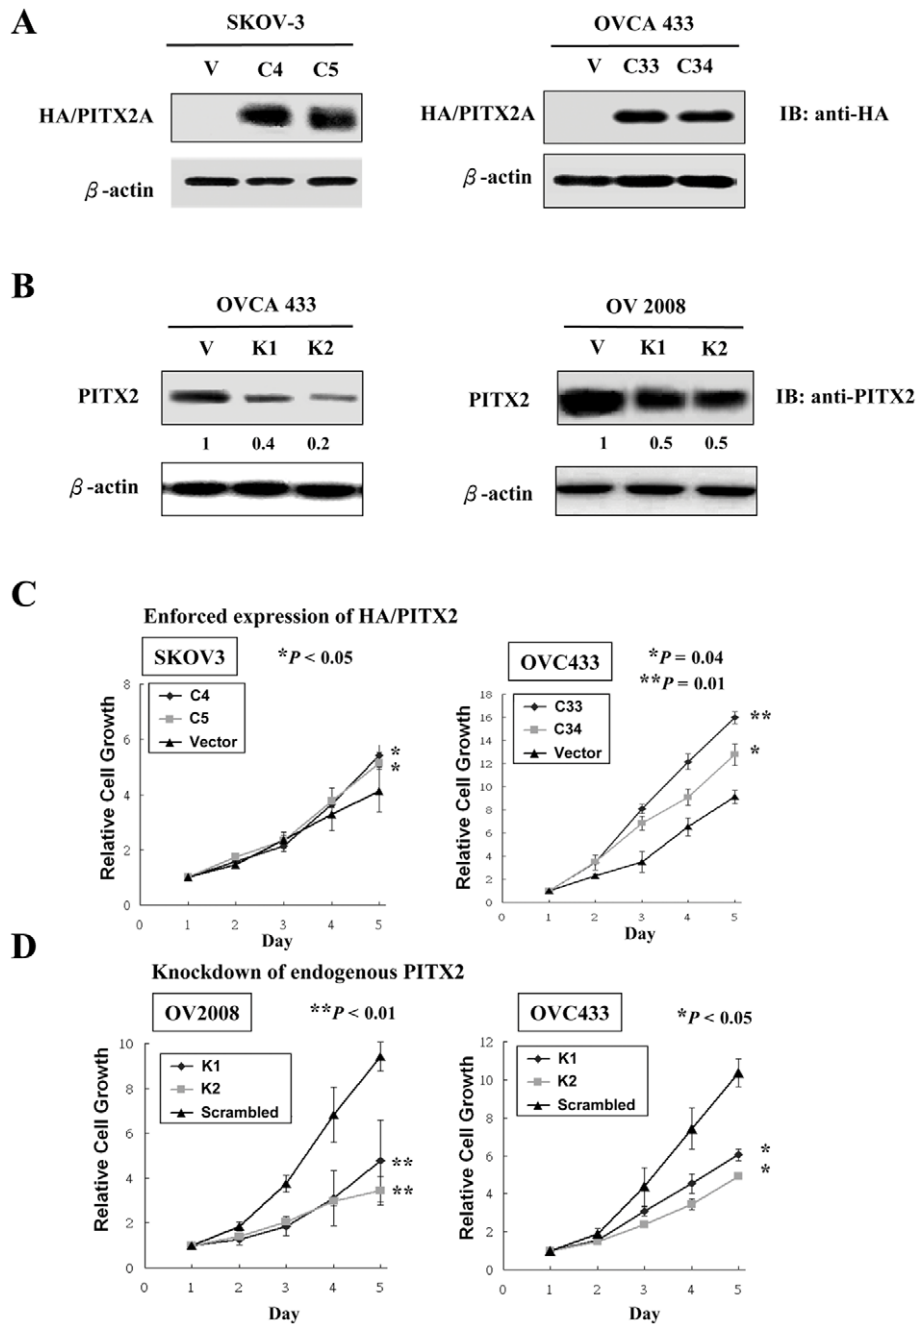 A
SKOV-3
V C4 C5
HA/PITX2A
β-actin
OVCA 433
V C33 C34
HA/PITX2A
IB: anti-HA
β-actin
B
OVCA 433
V K1 K2
PITX2
1 0.4 0.2
β-actin
OV 2008
V K1 K2
PITX2
IB: anti-PITX2
1 0.5 0.5
β-actin
C
Enforced expression of HA/PITX2
SKOV3
*P < 0.05
C4
C5
Vector
Relative Cell Growth
8
6
4
2
0
*
*
0 1 2 3 4 5
Day
OVC433
*P = 0.04
**P = 0.01
C33
C34
Vector
Relative Cell Growth
18
16
14
12
10
8
6
4
2
0
**
*
0 1 2 3 4 5
Day
D
Knockdown of endogenous PITX2
OV2008
**P < 0.01
K1
K2
Scrambled
Relative Cell Growth
10
8
6
4
2
0
**
**
0 1 2 3 4 5
Day
OVC433
*P < 0.05
K1
K2
Scrambled
Relative Cell Growth
12
10
8
6
4
2
0
*
*
0 1 2 3 4 5
Day